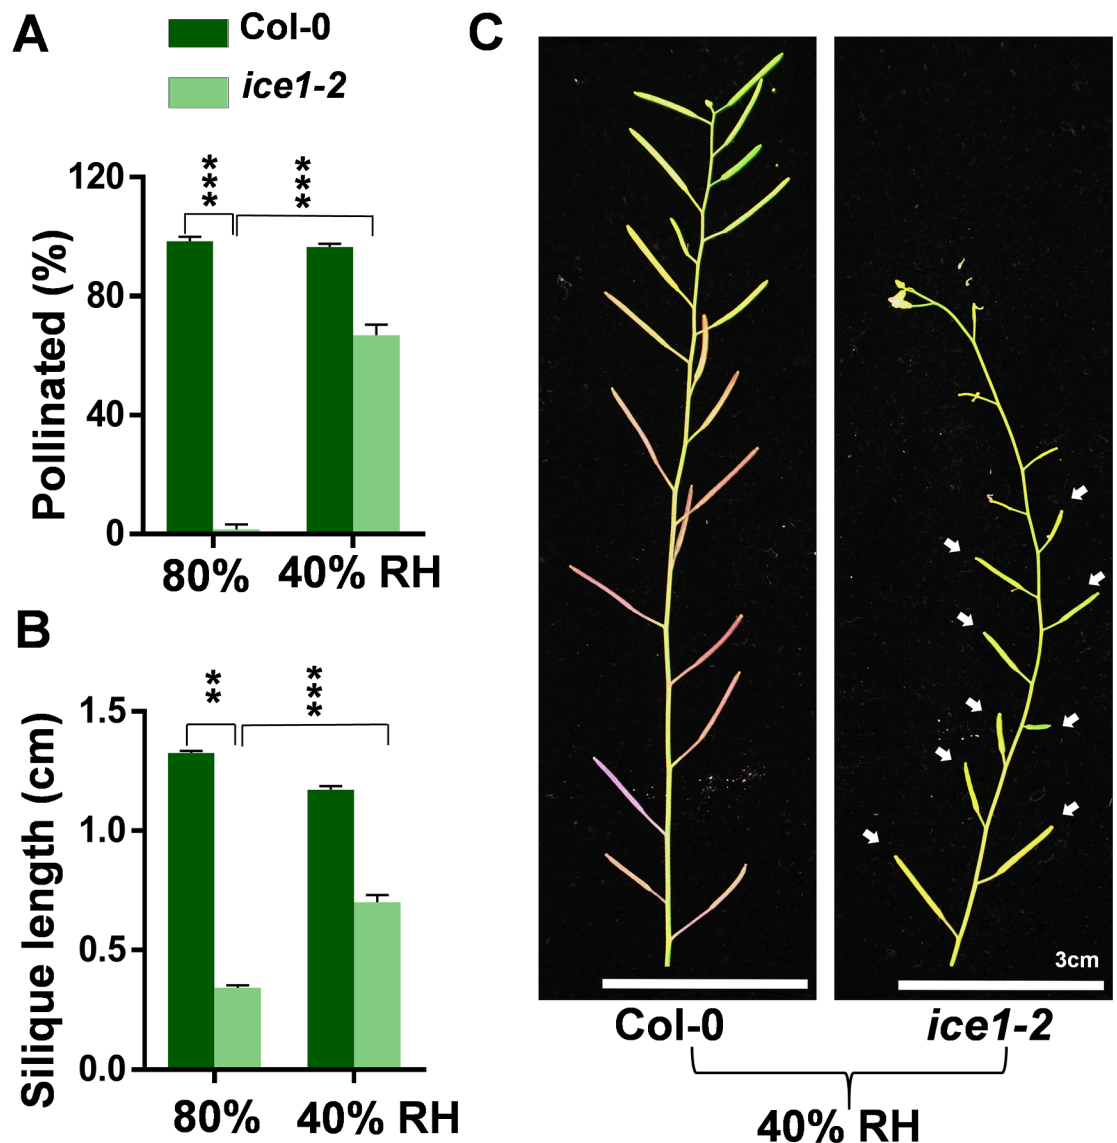 A
Col-0
ice1-2
Pollinated (%)
120
80
40
0
***
***
80%
40% RH
B
Silique length (cm)
1.5
1.0
0.5
0.0
**
***
80%
40% RH
C
3cm
Col-0
ice1-2
40% RH